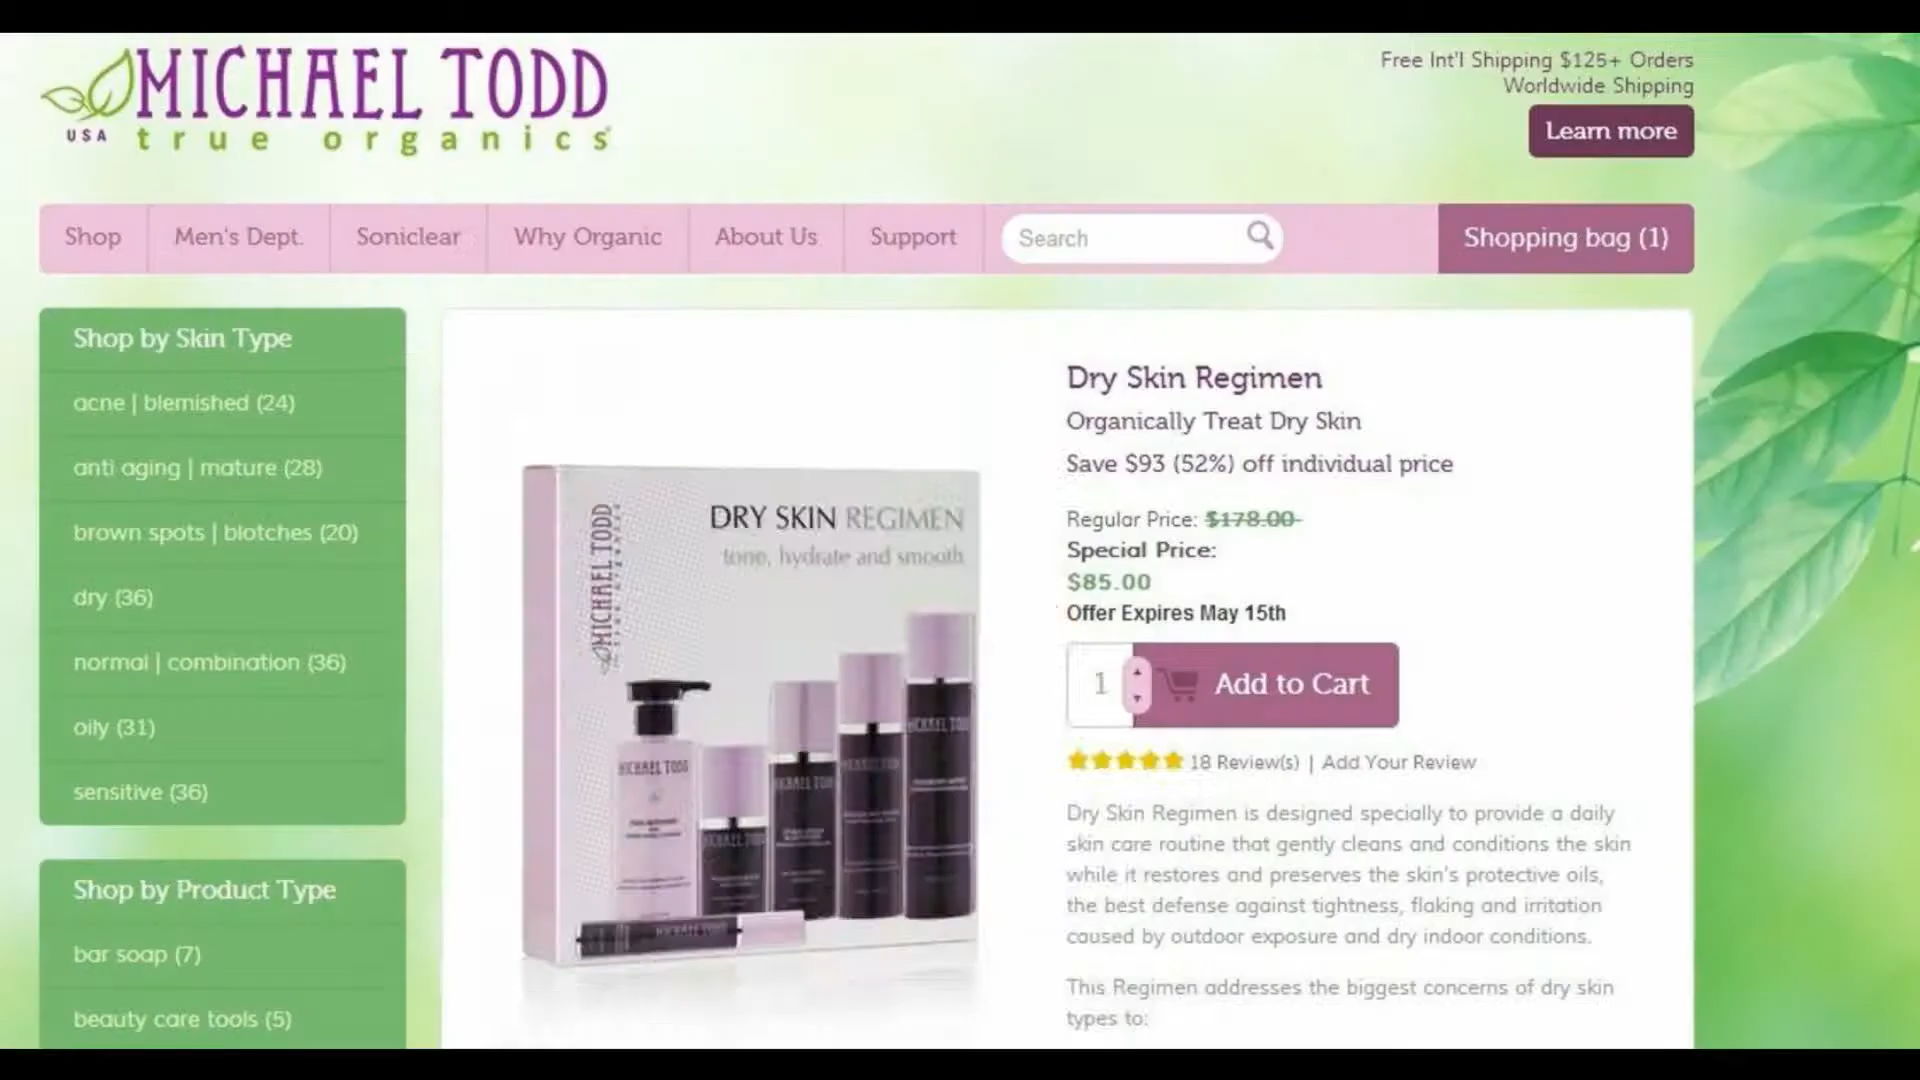 MICHAEL TODD
USA true organics
Free Int'l Shipping $125+ Orders
Worldwide Shipping
Learn more
Shop
Men's Dept.
Soniclear
Why Organic
About Us
Support
Search
Shopping bag (1)
Shop by Skin Type
acne | blemished (24)
anti aging | mature (28)
brown spots | blotches (20)
dry (36)
normal | combination (36)
oily (31)
sensitive (36)
Shop by Product Type
bar soap (7)
beauty care tools (5)
MICHAEL TODD
DRY SKIN REGIMEN
tone, hydrate and smooth
MICHAEL TODD
MICHAEL TODD
MICHAEL TODD
MICHAEL TODD
MICHAEL TODD
MICHAEL TODD
Dry Skin Regimen
Organically Treat Dry Skin
Save $93 (52%) off individual price
Regular Price: $178.00
Special Price:
$85.00
Offer Expires May 15th
1
Add to Cart
18 Review(s) | Add Your Review
Dry Skin Regimen is designed specially to provide a daily
skin care routine that gently cleans and conditions the skin
while it restores and preserves the skin's protective oils,
the best defense against tightness, flaking and irritation
caused by outdoor exposure and dry indoor conditions.
This Regimen addresses the biggest concerns of dry skin
types to: